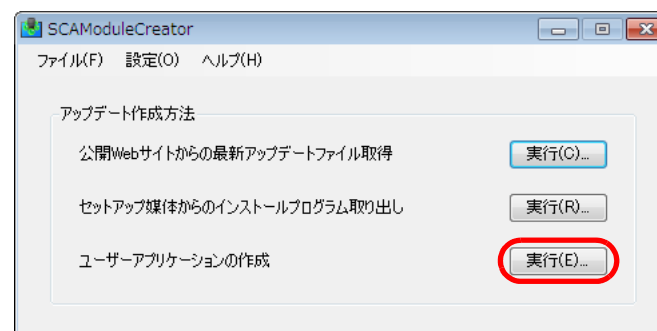 SCAModuleCreator
ファイル(F) 設定(O) ヘルプ(H)
アップデート作成方法
公開Webサイトからの最新アップデートファイル取得 実行(C)...
セットアップ媒体からのインストールプログラム取り出し 実行(R)...
ユーザーアプリケーションの作成 実行(E)...